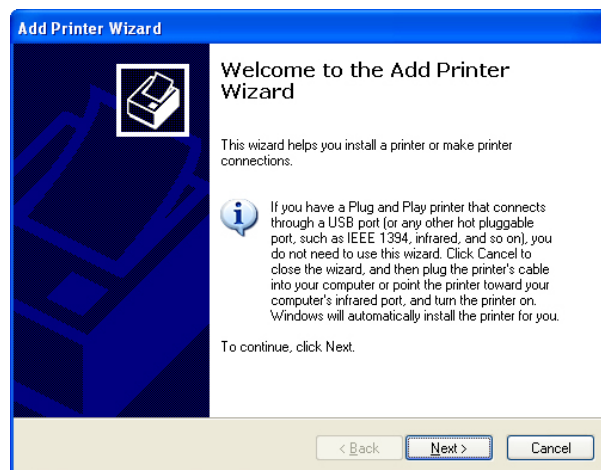 Add Printer Wizard
Welcome to the Add Printer
Wizard
This wizard helps you install a printer or make printer
connections.
If you have a Plug and Play printer that connects
through a USB port (or any other hot pluggable
port, such as IEEE 1394, infrared, and so on), you
do not need to use this wizard. Click Cancel to
close the wizard, and then plug the printer's cable
into your computer or point the printer toward your
computer's infrared port, and turn the printer on.
Windows will automatically install the printer for you.
To continue, click Next.
< Back Next > Cancel